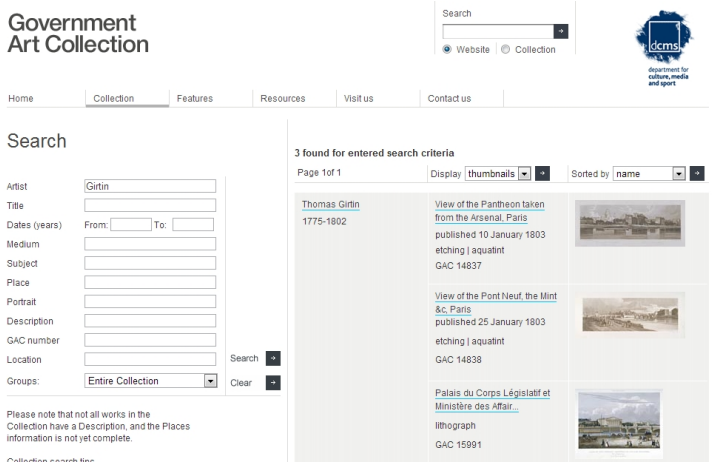 Government
Art Collection
Search
Website
Collection
dcms
department for
culture, media
and sport
Home
Collection
Features
Resources
Visit us
Contact us
Search
Artist
Girtin
Title
Dates (years)
From:
To:
Medium
Subject
Place
Portrait
Description
GAC number
Location
Search
Groups:
Entire Collection
Clear
Please note that not all works in the
Collection have a Description, and the Places
information is not yet complete.
Collection search tips
3 found for entered search criteria
Page 1of 1
Display
thumbnails
Sorted by
name
Thomas Girtin
1775-1802
View of the Pantheon taken
from the Arsenal, Paris
published 10 January 1803
etching | aquatint
GAC 14837
View of the Pont Neuf, the Mint
&c, Paris
published 25 January 1803
etching | aquatint
GAC 14838
Palais du Corps Législatif et
Ministère des Affair...
lithograph
GAC 15991